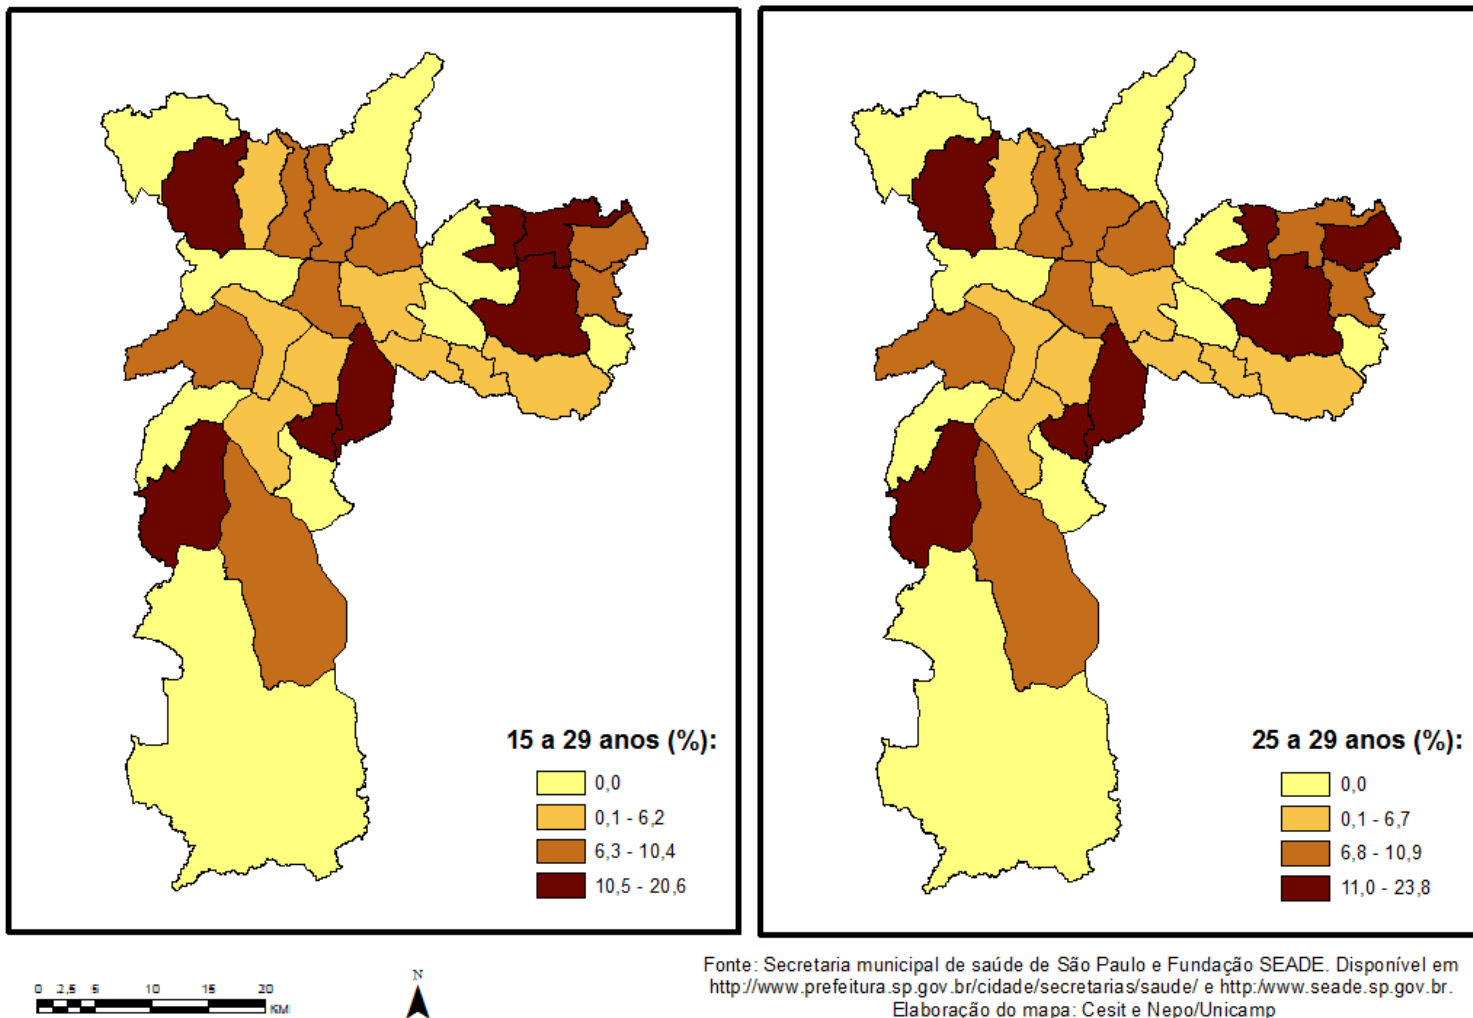 15 a 29 anos (%):
0,0
0,1 - 6,2
6,3 - 10,4
10,5 - 20,6
25 a 29 anos (%):
0,0
0,1 - 6,7
6,8 - 10,9
11,0 - 23,8
0 2,5 5 10 15 20
KM
N
Fonte: Secretaria municipal de saúde de São Paulo e Fundação SEADE. Disponível em
http://www.prefeitura.sp.gov.br/cidade/secretarias/saude/ e http:/www.seade.sp.gov.br.
Elaboração do mapa: Cesit e Nepo/Unicamp